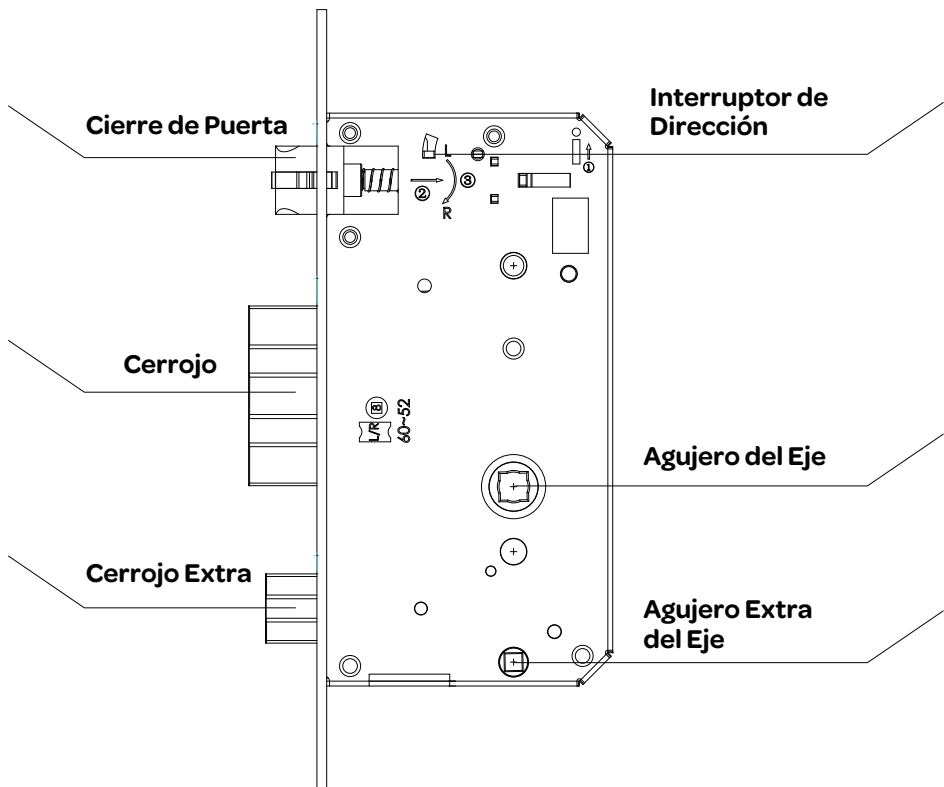 Cierre de Puerta
Interruptor de
Dirección
L
①
②
③
R
Cerrojo
8
L/R
60~52
Agujero del Eje
Cerrojo Extra
Agujero Extra
del Eje